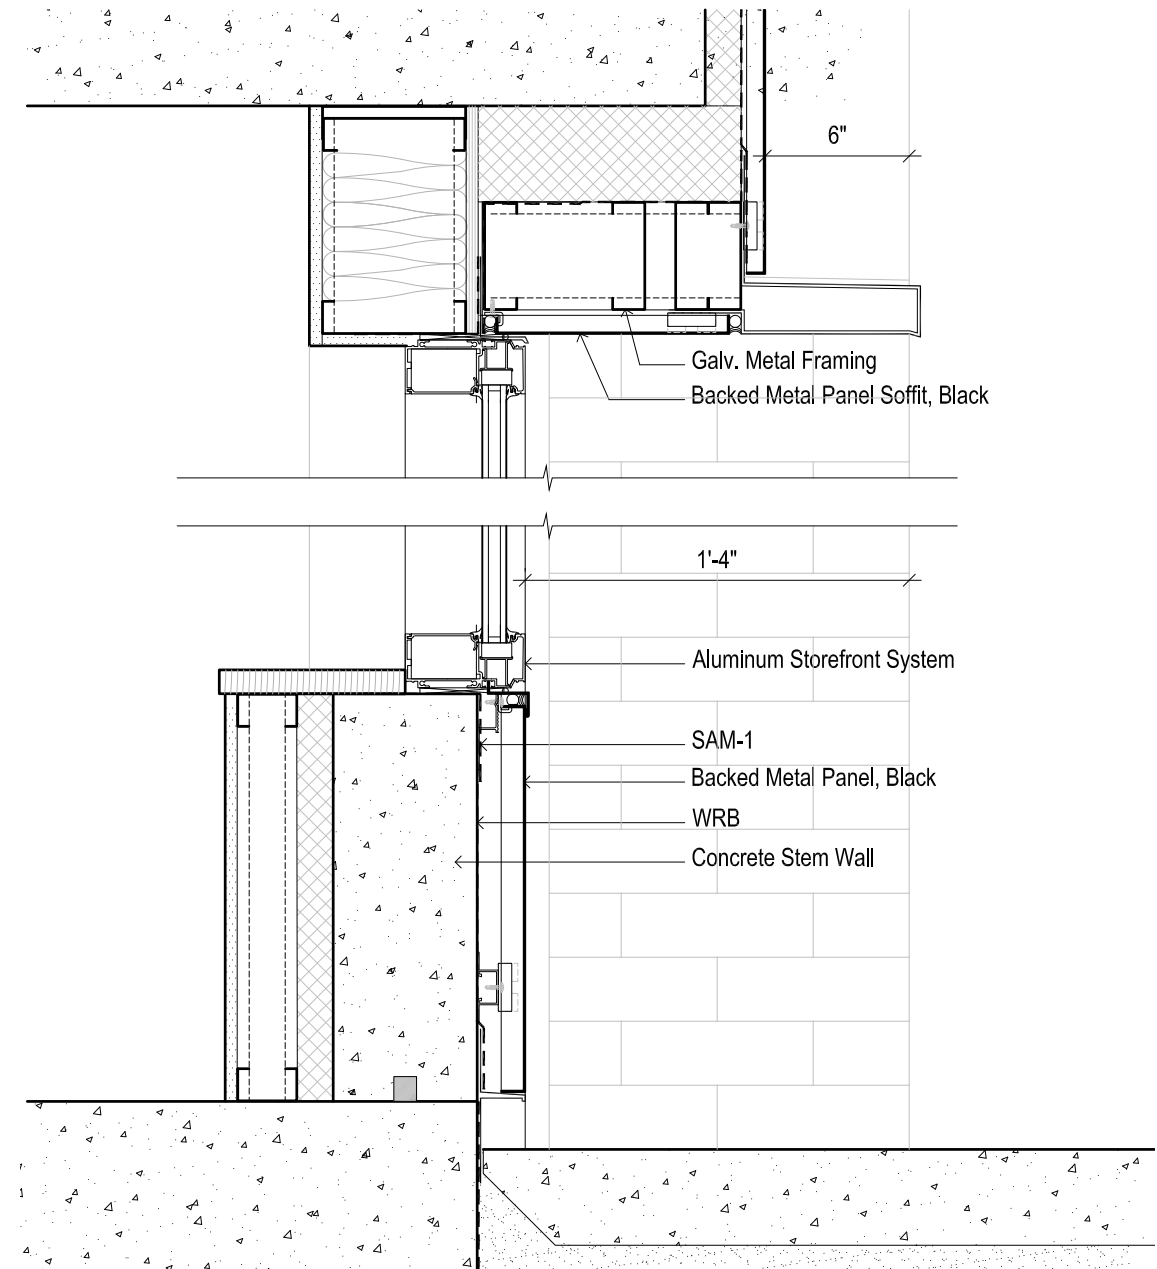 6"
Galv. Metal Framing
Backed Metal Panel Soffit, Black
1'-4"
Aluminum Storefront System
SAM-1
Backed Metal Panel, Black
WRB
Concrete Stem Wall